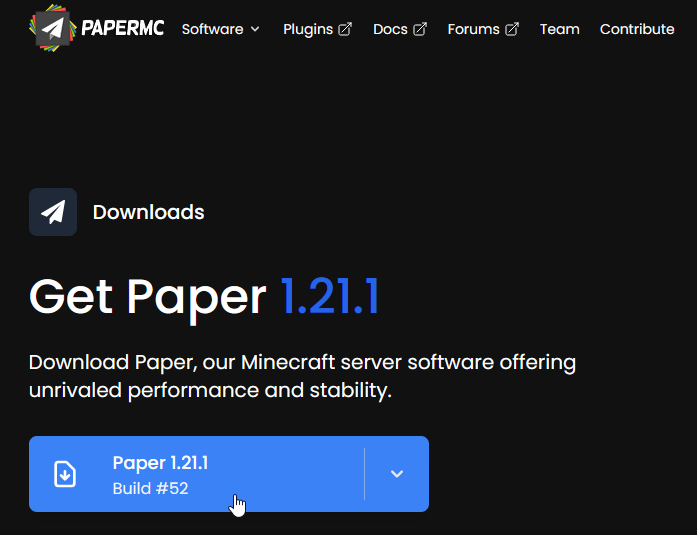 PAPERMC Software Plugins Docs Forums Team Contribute
Downloads
Get Paper 1.21.1
Download Paper, our Minecraft server software offering
unrivaled performance and stability.
Paper 1.21.1
Build #52